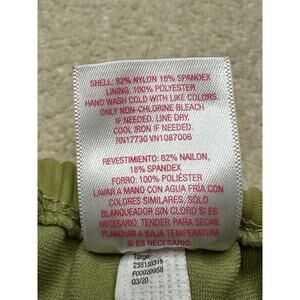 SHELL: 82% NYLON 18% SPANDEX
LINING: 100% POLYESTER
HAND WASH COLD WITH LIKE COLORS.
ONLY NON-CHLORINE BLEACH
IF NEEDED. LINE DRY.
COOL IRON IF NEEDED.
RN17730 VN1087006
REVESTIMIENTO: 82% NAILON,
18% SPANDEX
FORRO: 100% POLIÉSTER
LAVAR A MANO CON AGUA FRÍA CON
COLORES SIMILARES. SÓLO
BLANQUEADOR SIN CLORO SI ES
NECESARIO. TENDER PARA SECAR.
PLANCHAR A BAJA TEMPERATURA
SI ES NECESARIO.
Large
03/20